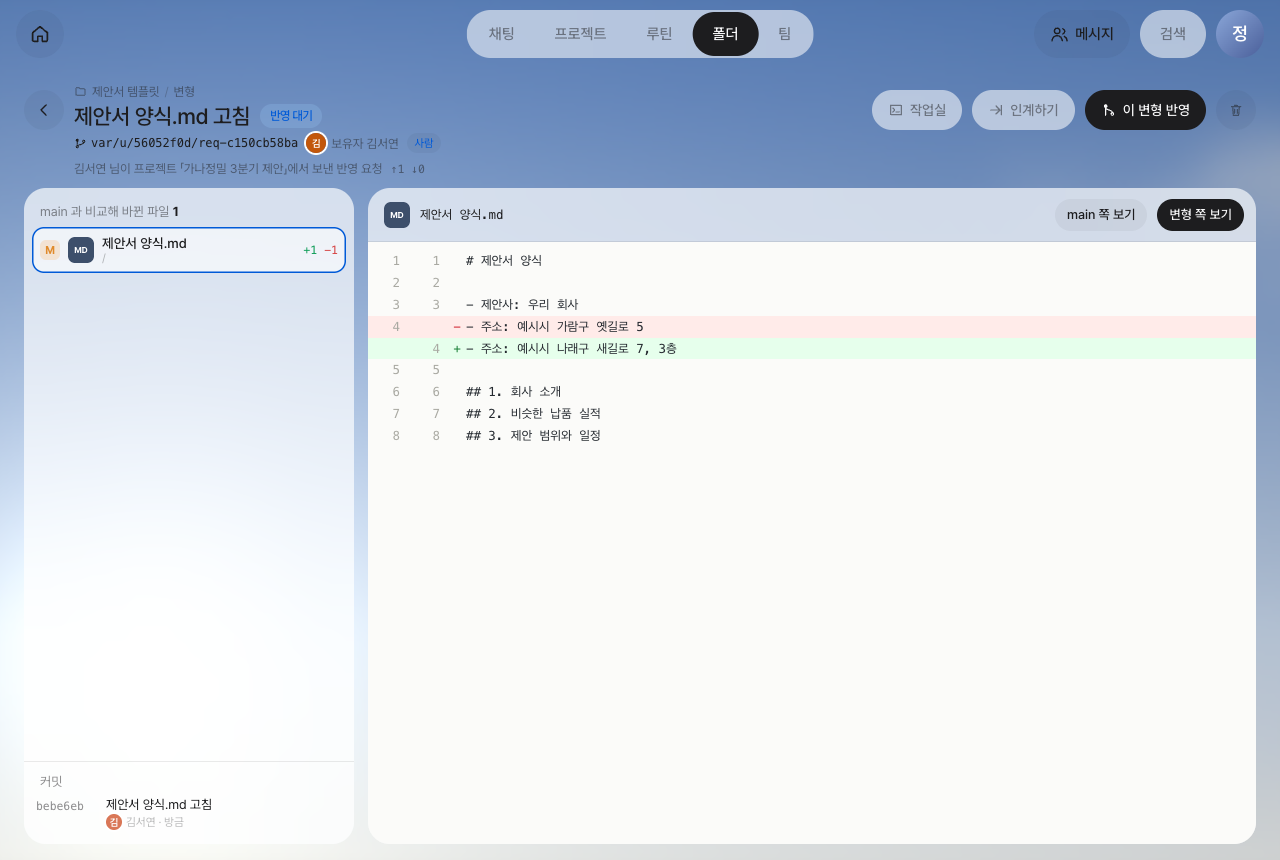 채팅 프로젝트 루틴 폴더 팀 메시지 검색 정
제안서 템플릿 / 변형
제안서 양식.md 고침 반영 대기
var/u/56052f0d/req-c150cb58ba 김 보유자 김서연 사람
김서연 님이 프로젝트 「가나정밀 3분기 제안」에서 보낸 반영 요청 ↑1 ↓0
작업실 인계하기 이 변형 반영
main 과 비교해 바뀐 파일 1
M MD 제안서 양식.md +1 −1
/
커밋
bebe6eb 제안서 양식.md 고침
김 김서연 · 방금
MD 제안서 양식.md main 쪽 보기 변형 쪽 보기
1 1 # 제안서 양식
2 2
3 3 - 제안사: 우리 회사
4 − - 주소: 예시시 가람구 옛길로 5
4 + - 주소: 예시시 나래구 새길로 7, 3층
5 5
6 6 ## 1. 회사 소개
7 7 ## 2. 비슷한 납품 실적
8 8 ## 3. 제안 범위와 일정